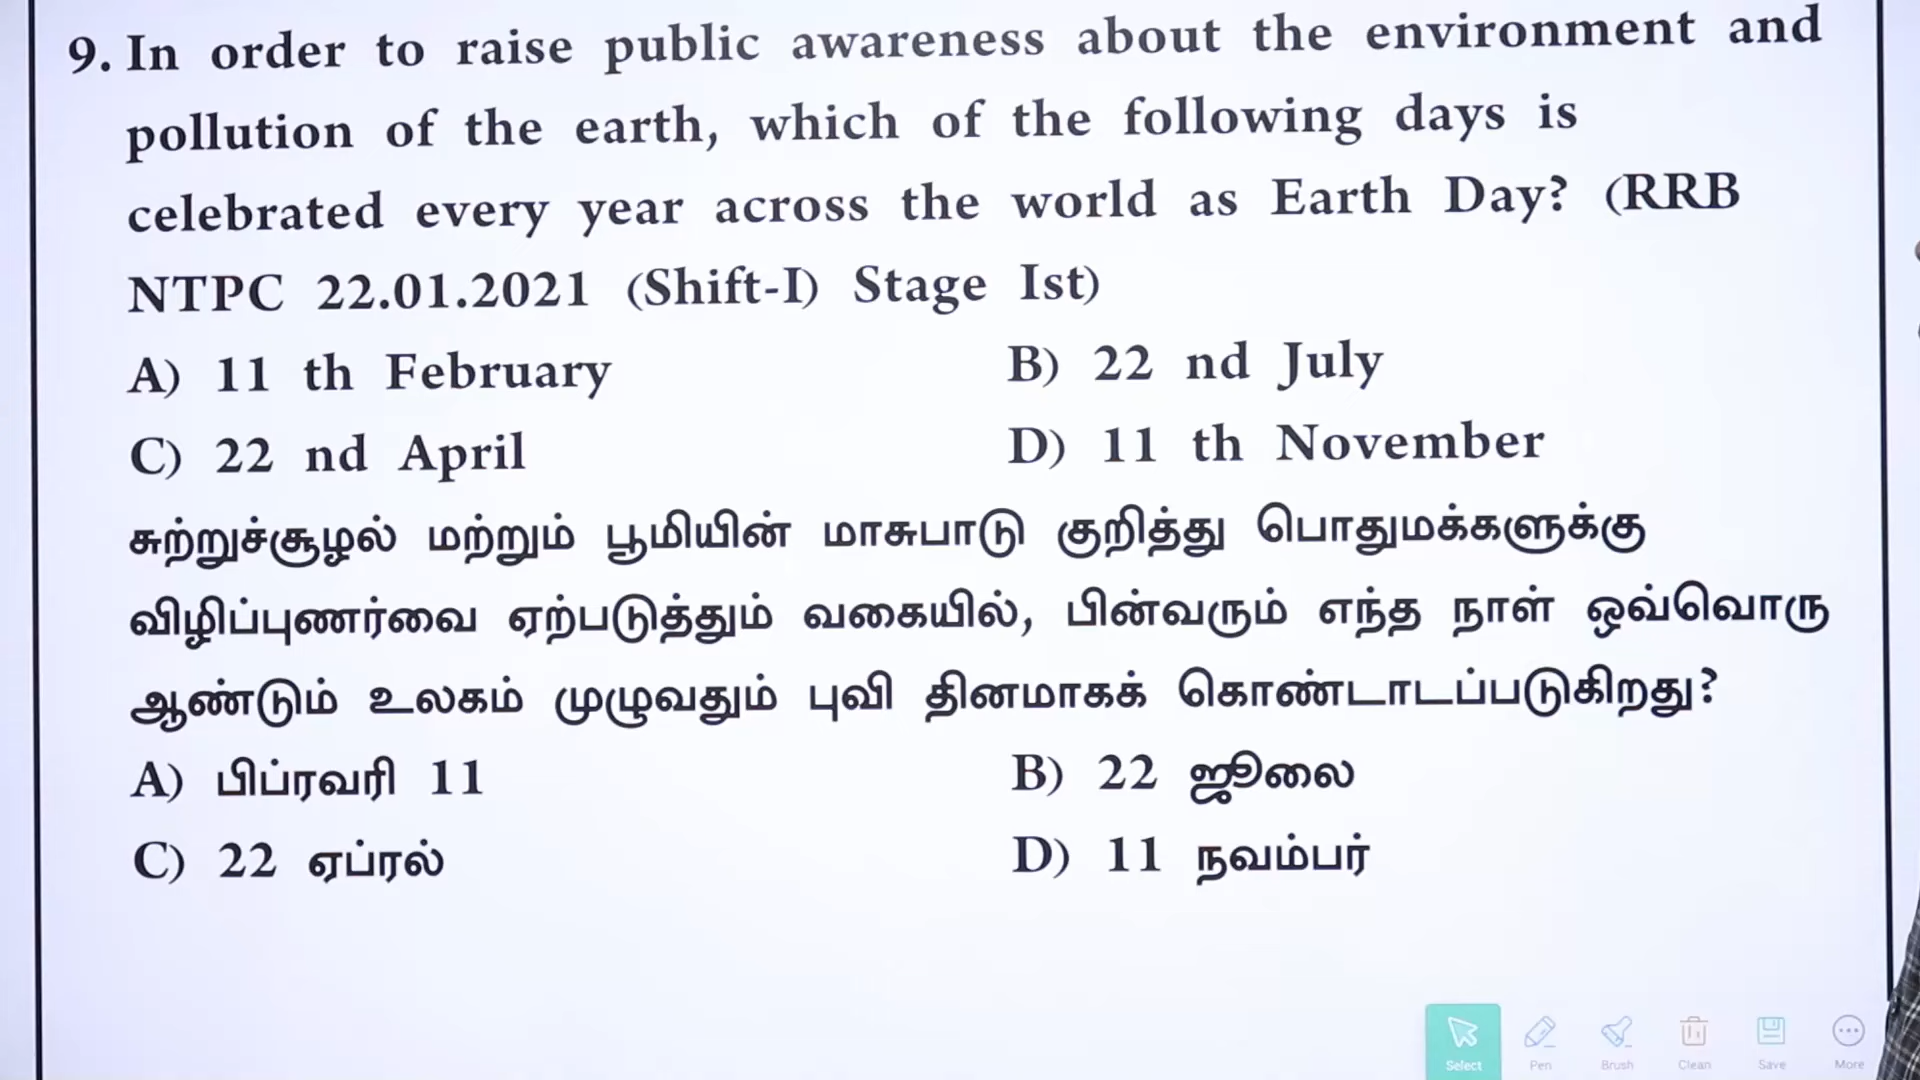 9. In order to raise public awareness about the environment and
pollution of the earth, which of the following days is
celebrated every year across the world as Earth Day? (RRB
NTPC 22.01.2021 (Shift-I) Stage Ist)
A) 11 th February B) 22 nd July
C) 22 nd April D) 11 th November
சுற்றுச்சூழல் மற்றும் பூமியின் மாசுபாடு குறித்து பொதுமக்களுக்கு
விழிப்புணர்வை ஏற்படுத்தும் வகையில், பின்வரும் எந்த நாள் ஒவ்வொரு
ஆண்டும் உலகம் முழுவதும் புவி தினமாகக் கொண்டாடப்படுகிறது?
A) பிப்ரவரி 11 B) 22 ஜூலை
C) 22 ஏப்ரல் D) 11 நவம்பர்
Select Pen Brush Clean Save More